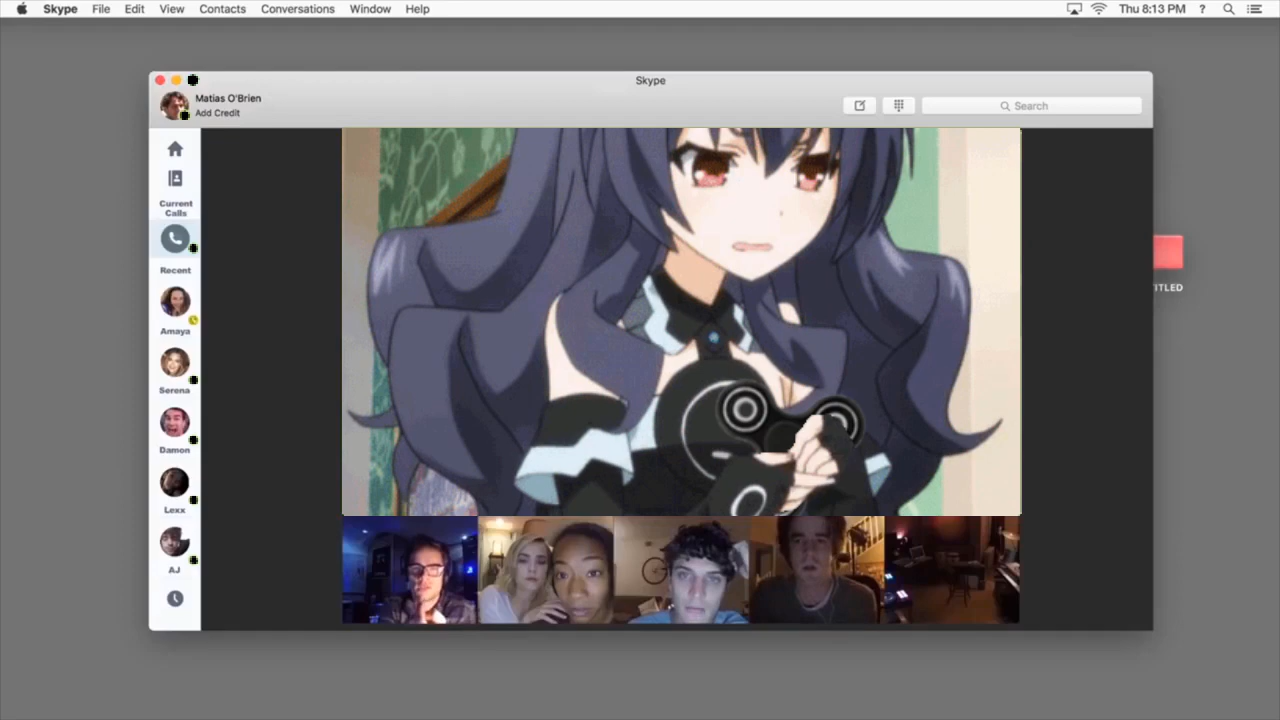 Skype File Edit View Contacts Conversations Window Help Thu 8:13 PM ?
Skype
Matias O'Brien
Add Credit
Search
Current
Calls
Recent
Amaya
Serena
Damon
Lexx
AJ
ITLED